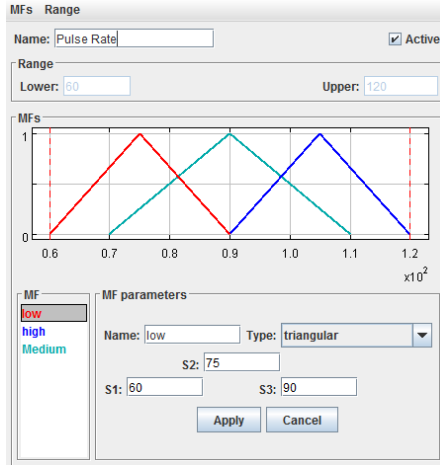 MFs Range
Name: Pulse Rate Active
Range
Lower: 60 Upper: 120
MFs
1
0
0.6 0.7 0.8 0.9 1.0 1.1 1.2
x10²
MF
low
high
Medium
MF parameters
Name: low Type: triangular
S2: 75
S1: 60 S3: 90
Apply Cancel